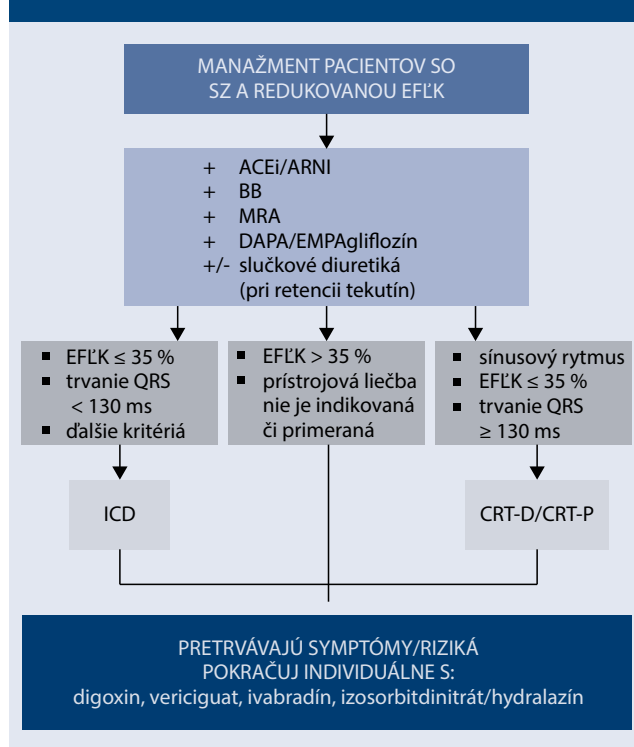 MANAŽMENT PACIENTOV SO
SZ A REDUKOVANOU EFĽK
+ ACEi/ARNI
+ BB
+ MRA
+ DAPA/EMPAgliflozín
+/- slučkové diuretiká
(pri retencii tekutín)
▪ EFĽK ≤ 35 %
▪ trvanie QRS
< 130 ms
▪ ďalšie kritériá
▪ EFĽK > 35 %
▪ prístrojová liečba
nie je indikovaná
či primeraná
▪ sínusový rytmus
▪ EFĽK ≤ 35 %
▪ trvanie QRS
≥ 130 ms
ICD
CRT-D/CRT-P
PRETRVÁVAJÚ SYMPTÓMY/RIZIKÁ
POKRAČUJ INDIVIDUÁLNE S:
digoxin, vericiguat, ivabradín, izosorbitdinitrát/hydralazín